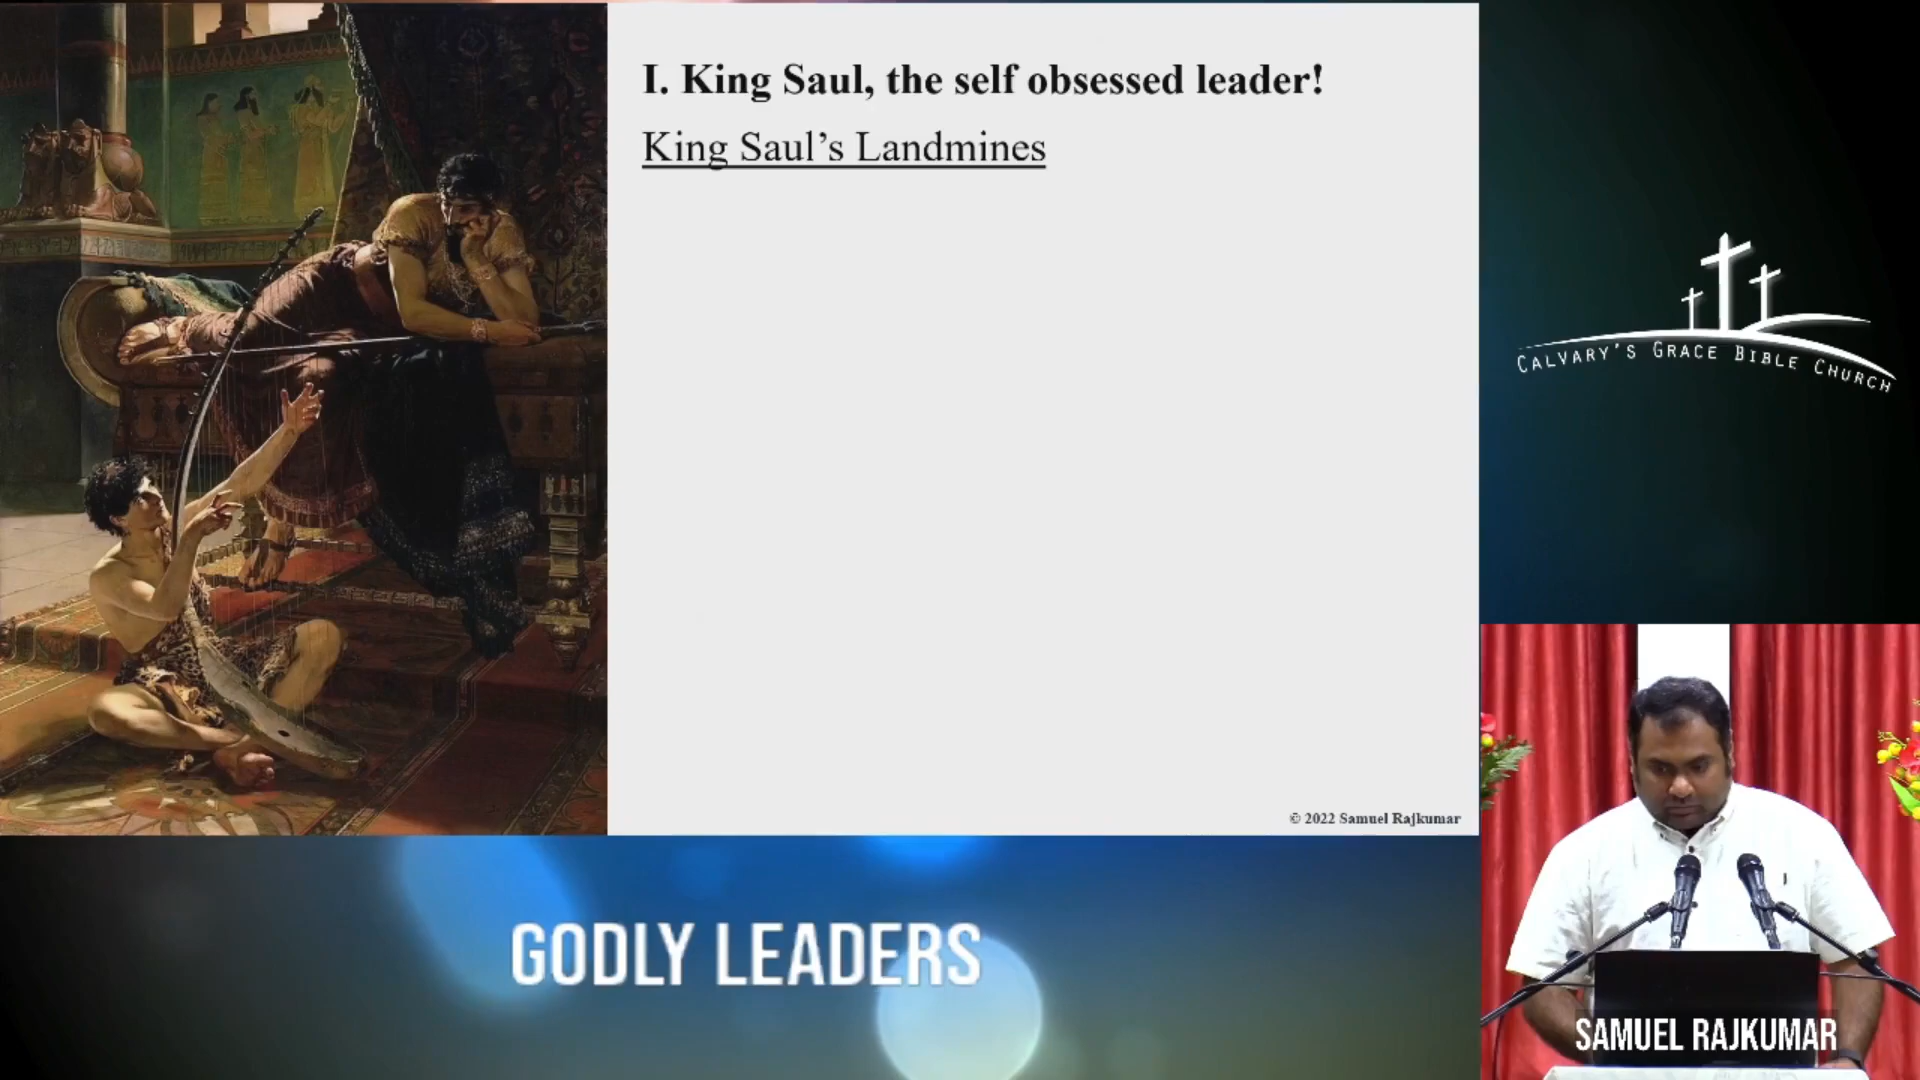 I. King Saul, the self obsessed leader!
King Saul’s Landmines
© 2022 Samuel Rajkumar
CALVARY’S GRACE BIBLE CHURCH
GODLY LEADERS
SAMUEL RAJKUMAR